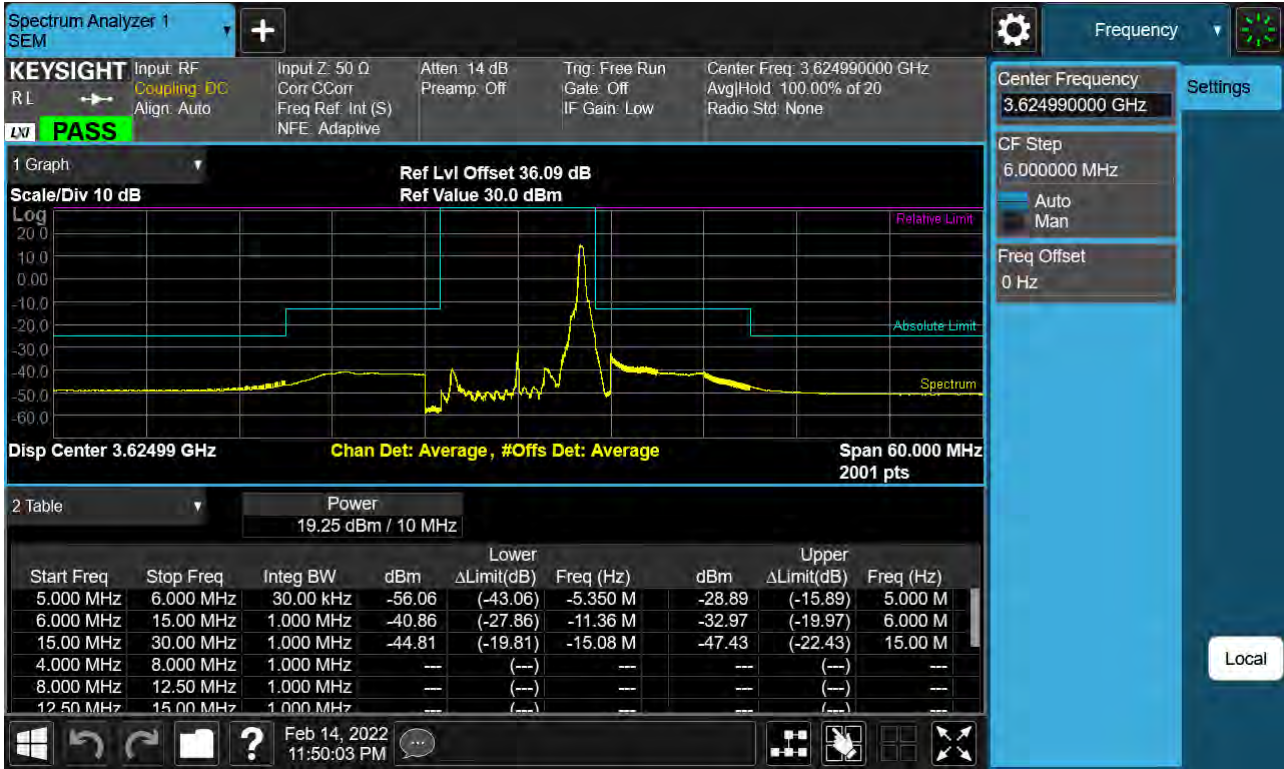 Spectrum Analyzer 1
SEM
Frequency
KEYSIGHT
Input: RF
Coupling: DC
Align: Auto
Input Z: 50 Ω
Corr CCorr
Freq Ref: Int (S)
NFE: Adaptive
Atten: 14 dB
Preamp: Off
Trig: Free Run
Gate: Off
IF Gain: Low
Center Freq: 3.624990000 GHz
Avg|Hold: 100.00% of 20
Radio Std: None
R L
LXI PASS
Center Frequency
3.624990000 GHz
Settings
CF Step
6.000000 MHz
Auto
Man
Freq Offset
0 Hz
Local
1 Graph
Scale/Div 10 dB
Ref Lvl Offset 36.09 dB
Ref Value 30.0 dBm
Log
20.0
10.0
0.00
-10.0
-20.0
-30.0
-40.0
-50.0
-60.0
Relative Limit
Absolute Limit
Spectrum
Disp Center 3.62499 GHz
Chan Det: Average, #Offs Det: Average
Span 60.000 MHz
2001 pts
2 Table
Power
19.25 dBm / 10 MHz
Lower Upper
Start Freq Stop Freq Integ BW dBm ΔLimit(dB) Freq (Hz) dBm ΔLimit(dB) Freq (Hz)
5.000 MHz 6.000 MHz 30.00 kHz -56.06 (-43.06) -5.350 M -28.89 (-15.89) 5.000 M
6.000 MHz 15.00 MHz 1.000 MHz -40.86 (-27.86) -11.36 M -32.97 (-19.97) 6.000 M
15.00 MHz 30.00 MHz 1.000 MHz -44.81 (-19.81) -15.08 M -47.43 (-22.43) 15.00 M
4.000 MHz 8.000 MHz 1.000 MHz --- (---) --- --- (---) ---
8.000 MHz 12.50 MHz 1.000 MHz --- (---) --- --- (---) ---
12.50 MHz 15.00 MHz 1.000 MHz --- (---) --- --- (---) ---
Feb 14, 2022
11:50:03 PM